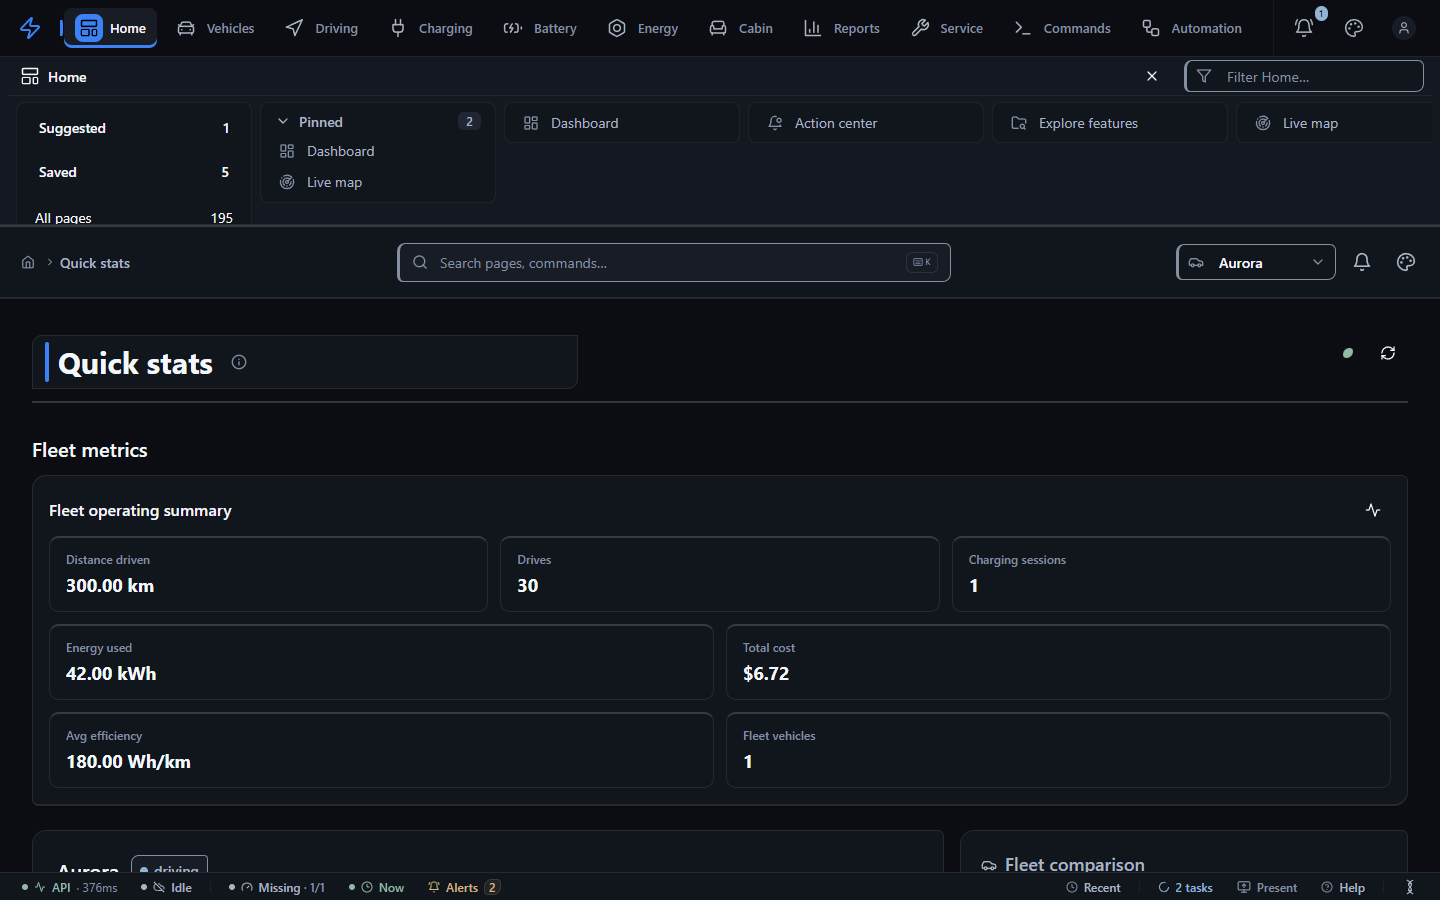 Home
Vehicles
Driving
Charging
Battery
Energy
Cabin
Reports
Service
Commands
Automation
1
Home
Filter Home...
Suggested 1
Saved 5
All pages 195
Pinned 2
Dashboard
Live map
Dashboard
Action center
Explore features
Live map
Quick stats
Search pages, commands...
K
Aurora
Quick stats
Fleet metrics
Fleet operating summary
Distance driven
300.00 km
Drives
30
Charging sessions
1
Energy used
42.00 kWh
Total cost
$6.72
Avg efficiency
180.00 Wh/km
Fleet vehicles
1
Aurora driving
Fleet comparison
API · 376ms
Idle
Missing · 1/1
Now
Alerts 2
Recent
2 tasks
Present
Help